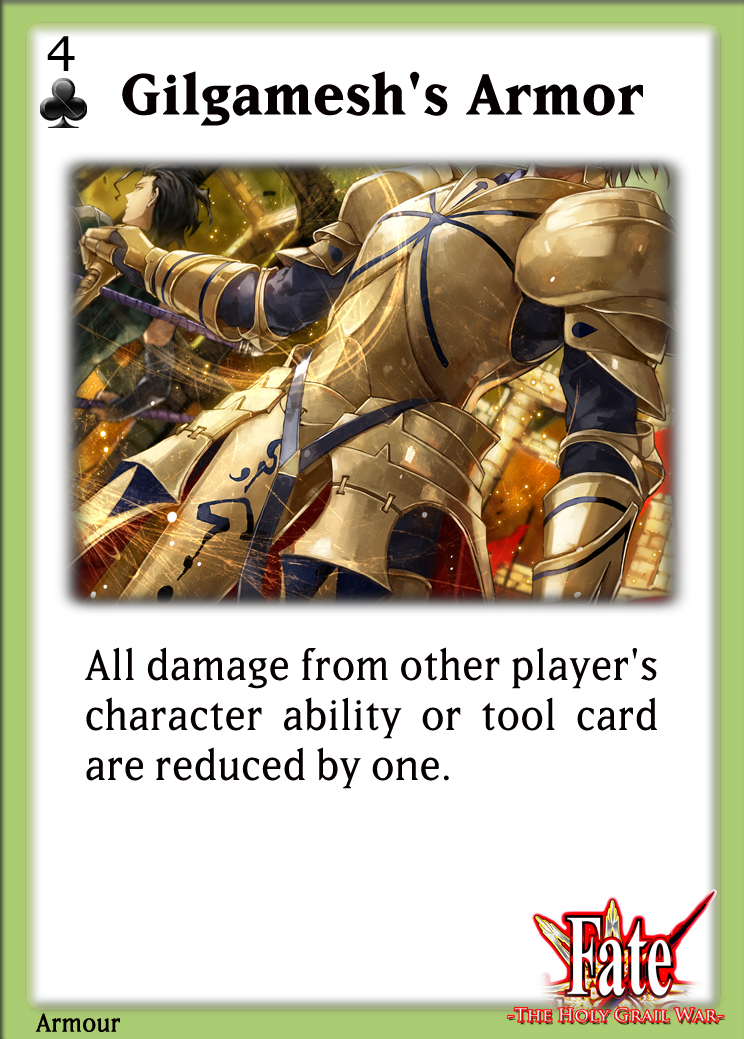 4
Gilgamesh's Armor
All damage from other player's
character ability or tool card
are reduced by one.
Fate
-THE HOLY GRAIL WAR-
Armour